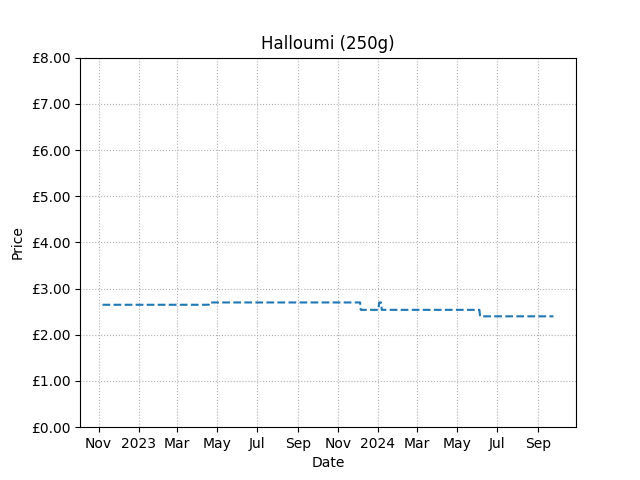 Halloumi (250g)
£8.00
£7.00
£6.00
£5.00
£4.00
£3.00
£2.00
£1.00
£0.00
Price
Nov 2023 Mar May Jul Sep Nov 2024 Mar May Jul Sep
Date